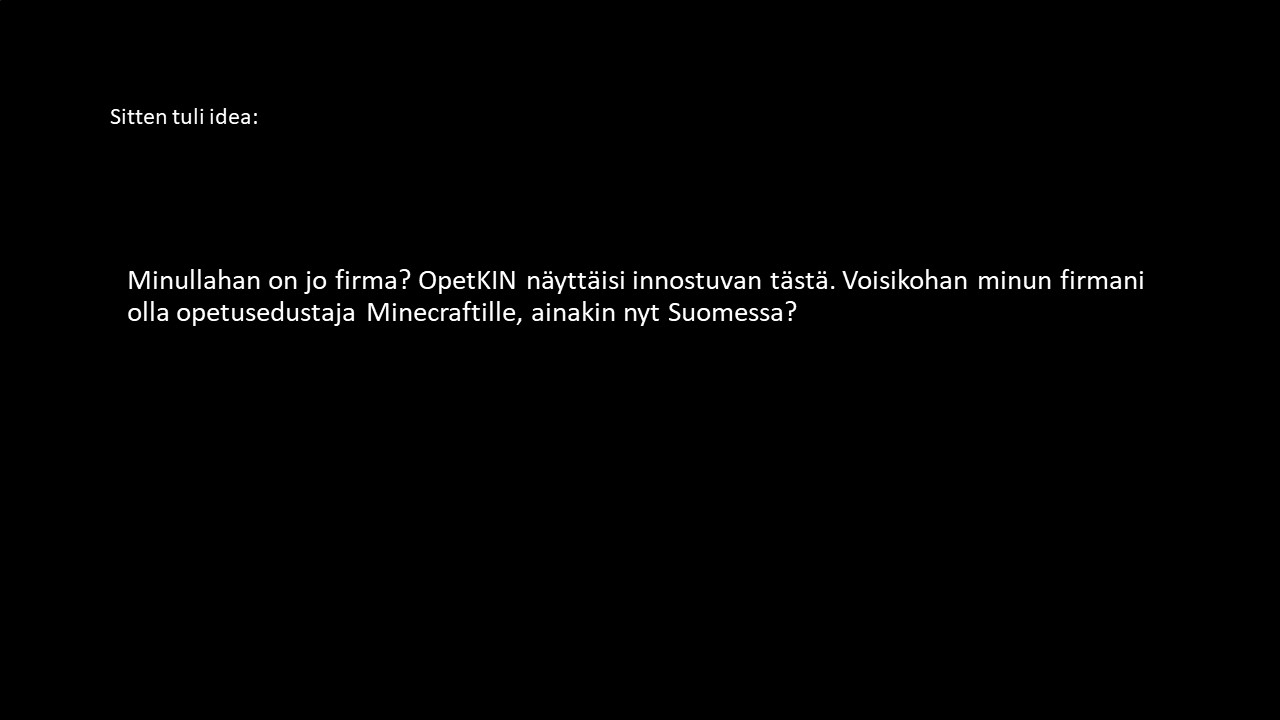 Sitten tuli idea:
Minullahan on jo firma? OpetKIN näyttäisi innostuvan tästä. Voisikohan minun firmani
olla opetusedustaja Minecraftille, ainakin nyt Suomessa?